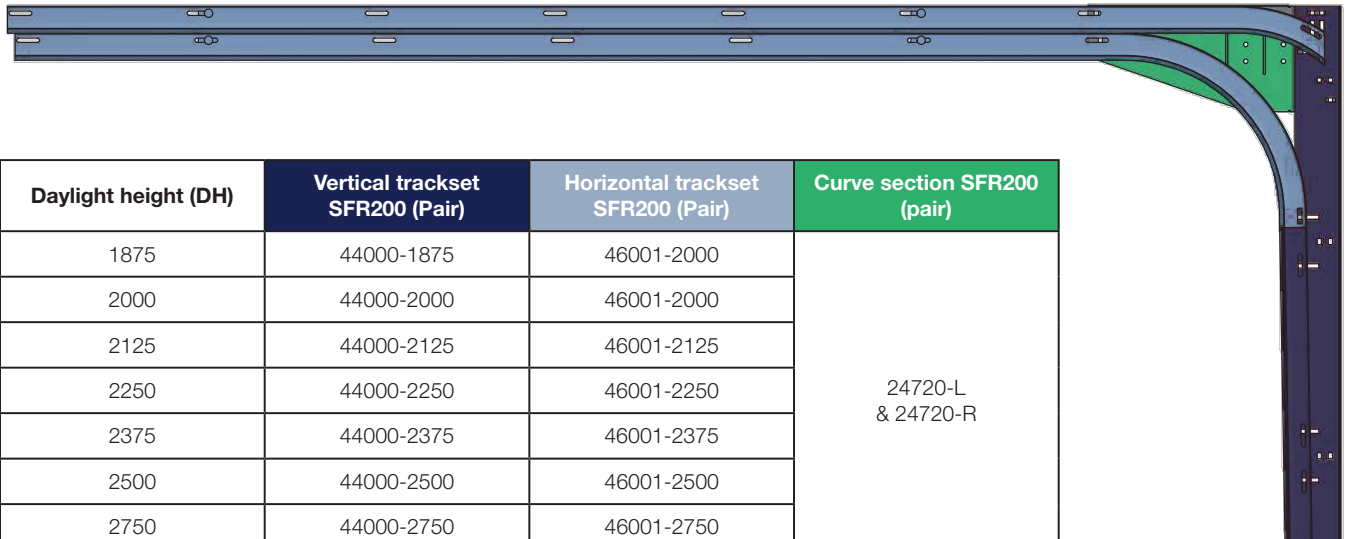 Daylight height (DH) Vertical trackset SFR200 (Pair) Horizontal trackset SFR200 (Pair) Curve section SFR200 (pair)
1875 44000-1875 46001-2000
2000 44000-2000 46001-2000
2125 44000-2125 46001-2125
2250 44000-2250 46001-2250
24720-L
& 24720-R
2375 44000-2375 46001-2375
2500 44000-2500 46001-2500
2750 44000-2750 46001-2750